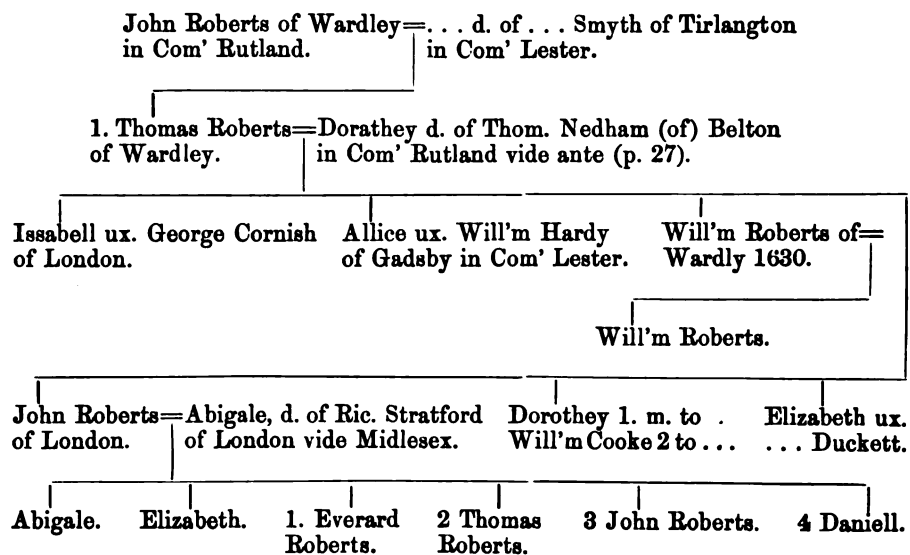 John Roberts of Wardley=. . . d. of . . . Smyth of Tirlangton
in Com' Rutland. in Com' Lester.
1. Thomas Roberts=Dorathey d. of Thom. Nedham (of) Belton
of Wardley. in Com' Rutland vide ante (p. 27).
Issabell ux. George Cornish
of London.
Allice ux. Will'm Hardy
of Gadsby in Com' Lester.
Will'm Roberts of=
Wardly 1630.
Will'm Roberts.
John Roberts=Abigale, d. of Ric. Stratford
of London. of London vide Midlesex.
Dorothey 1. m. to .
Will'm Cooke 2 to . . .
Elizabeth ux.
. . . Duckett.
Abigale.
Elizabeth.
1. Everard
Roberts.
2 Thomas
Roberts.
3 John Roberts.
4 Daniell.